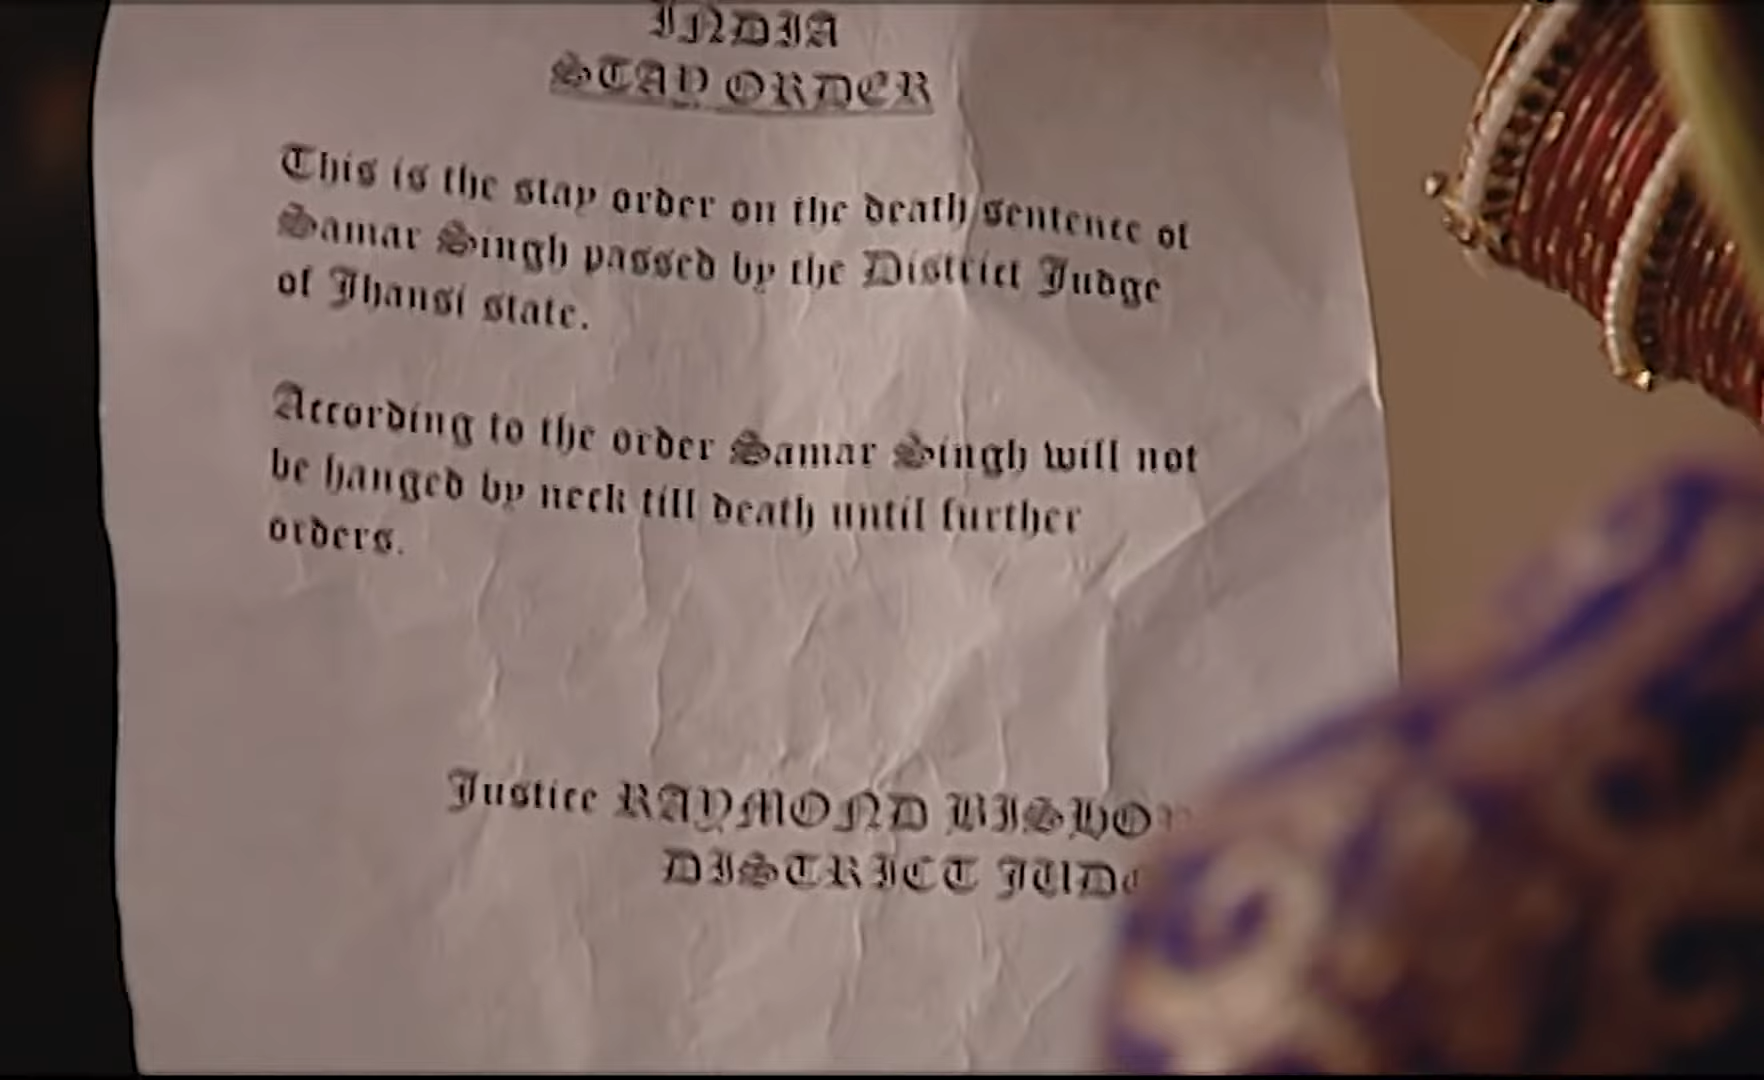 INDIA
STAY ORDER
This is the stay order on the death sentence of
Samar Singh passed by the District Judge
of Jhansi state.
According to the order Samar Singh will not
be hanged by neck till death until further
orders.
Justice RAYMOND BISHOP
DISTRICT